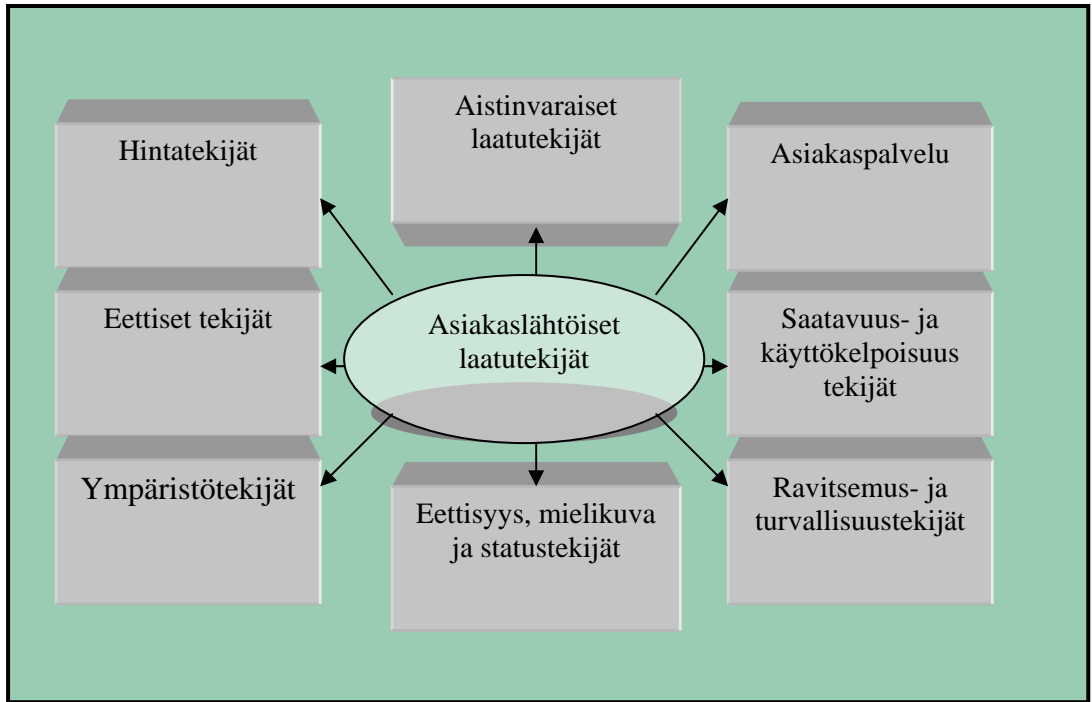 Hintatekijät
Aistinvaraiset
laatutekijät
Asiakaspalvelu
Eettiset tekijät
Asiakaslähtöiset
laatutekijät
Saatavuus- ja
käyttökelpoisuus
tekijät
Ympäristötekijät
Eettisyys, mielikuva
ja statustekijät
Ravitsemus- ja
turvallisuustekijät